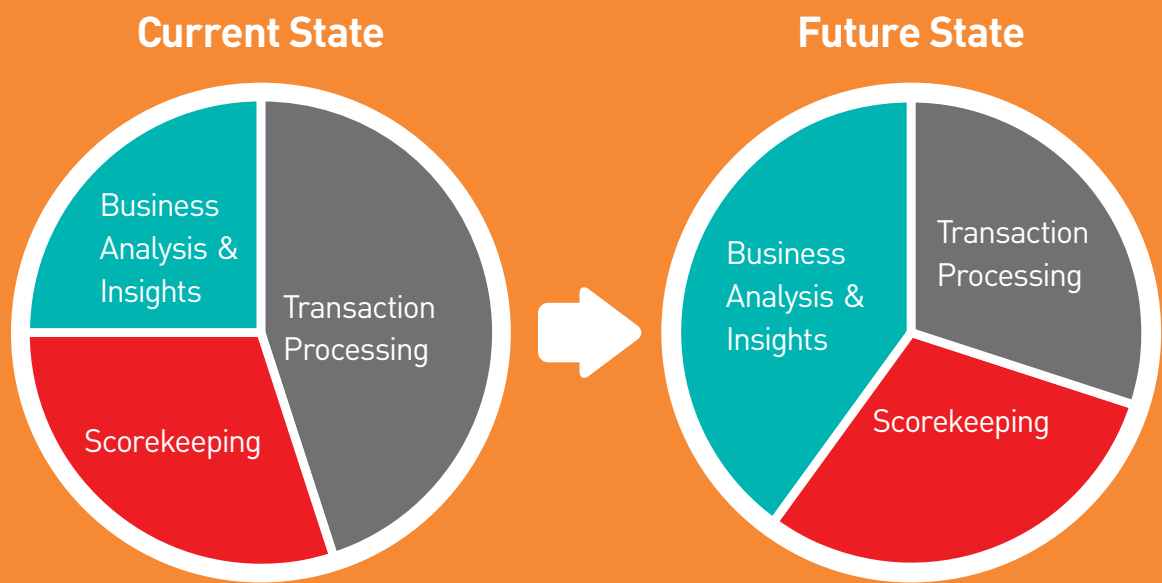 Current State
Future State
Business
Analysis &
Insights
Transaction
Processing
Scorekeeping
Business
Analysis &
Insights
Transaction
Processing
Scorekeeping